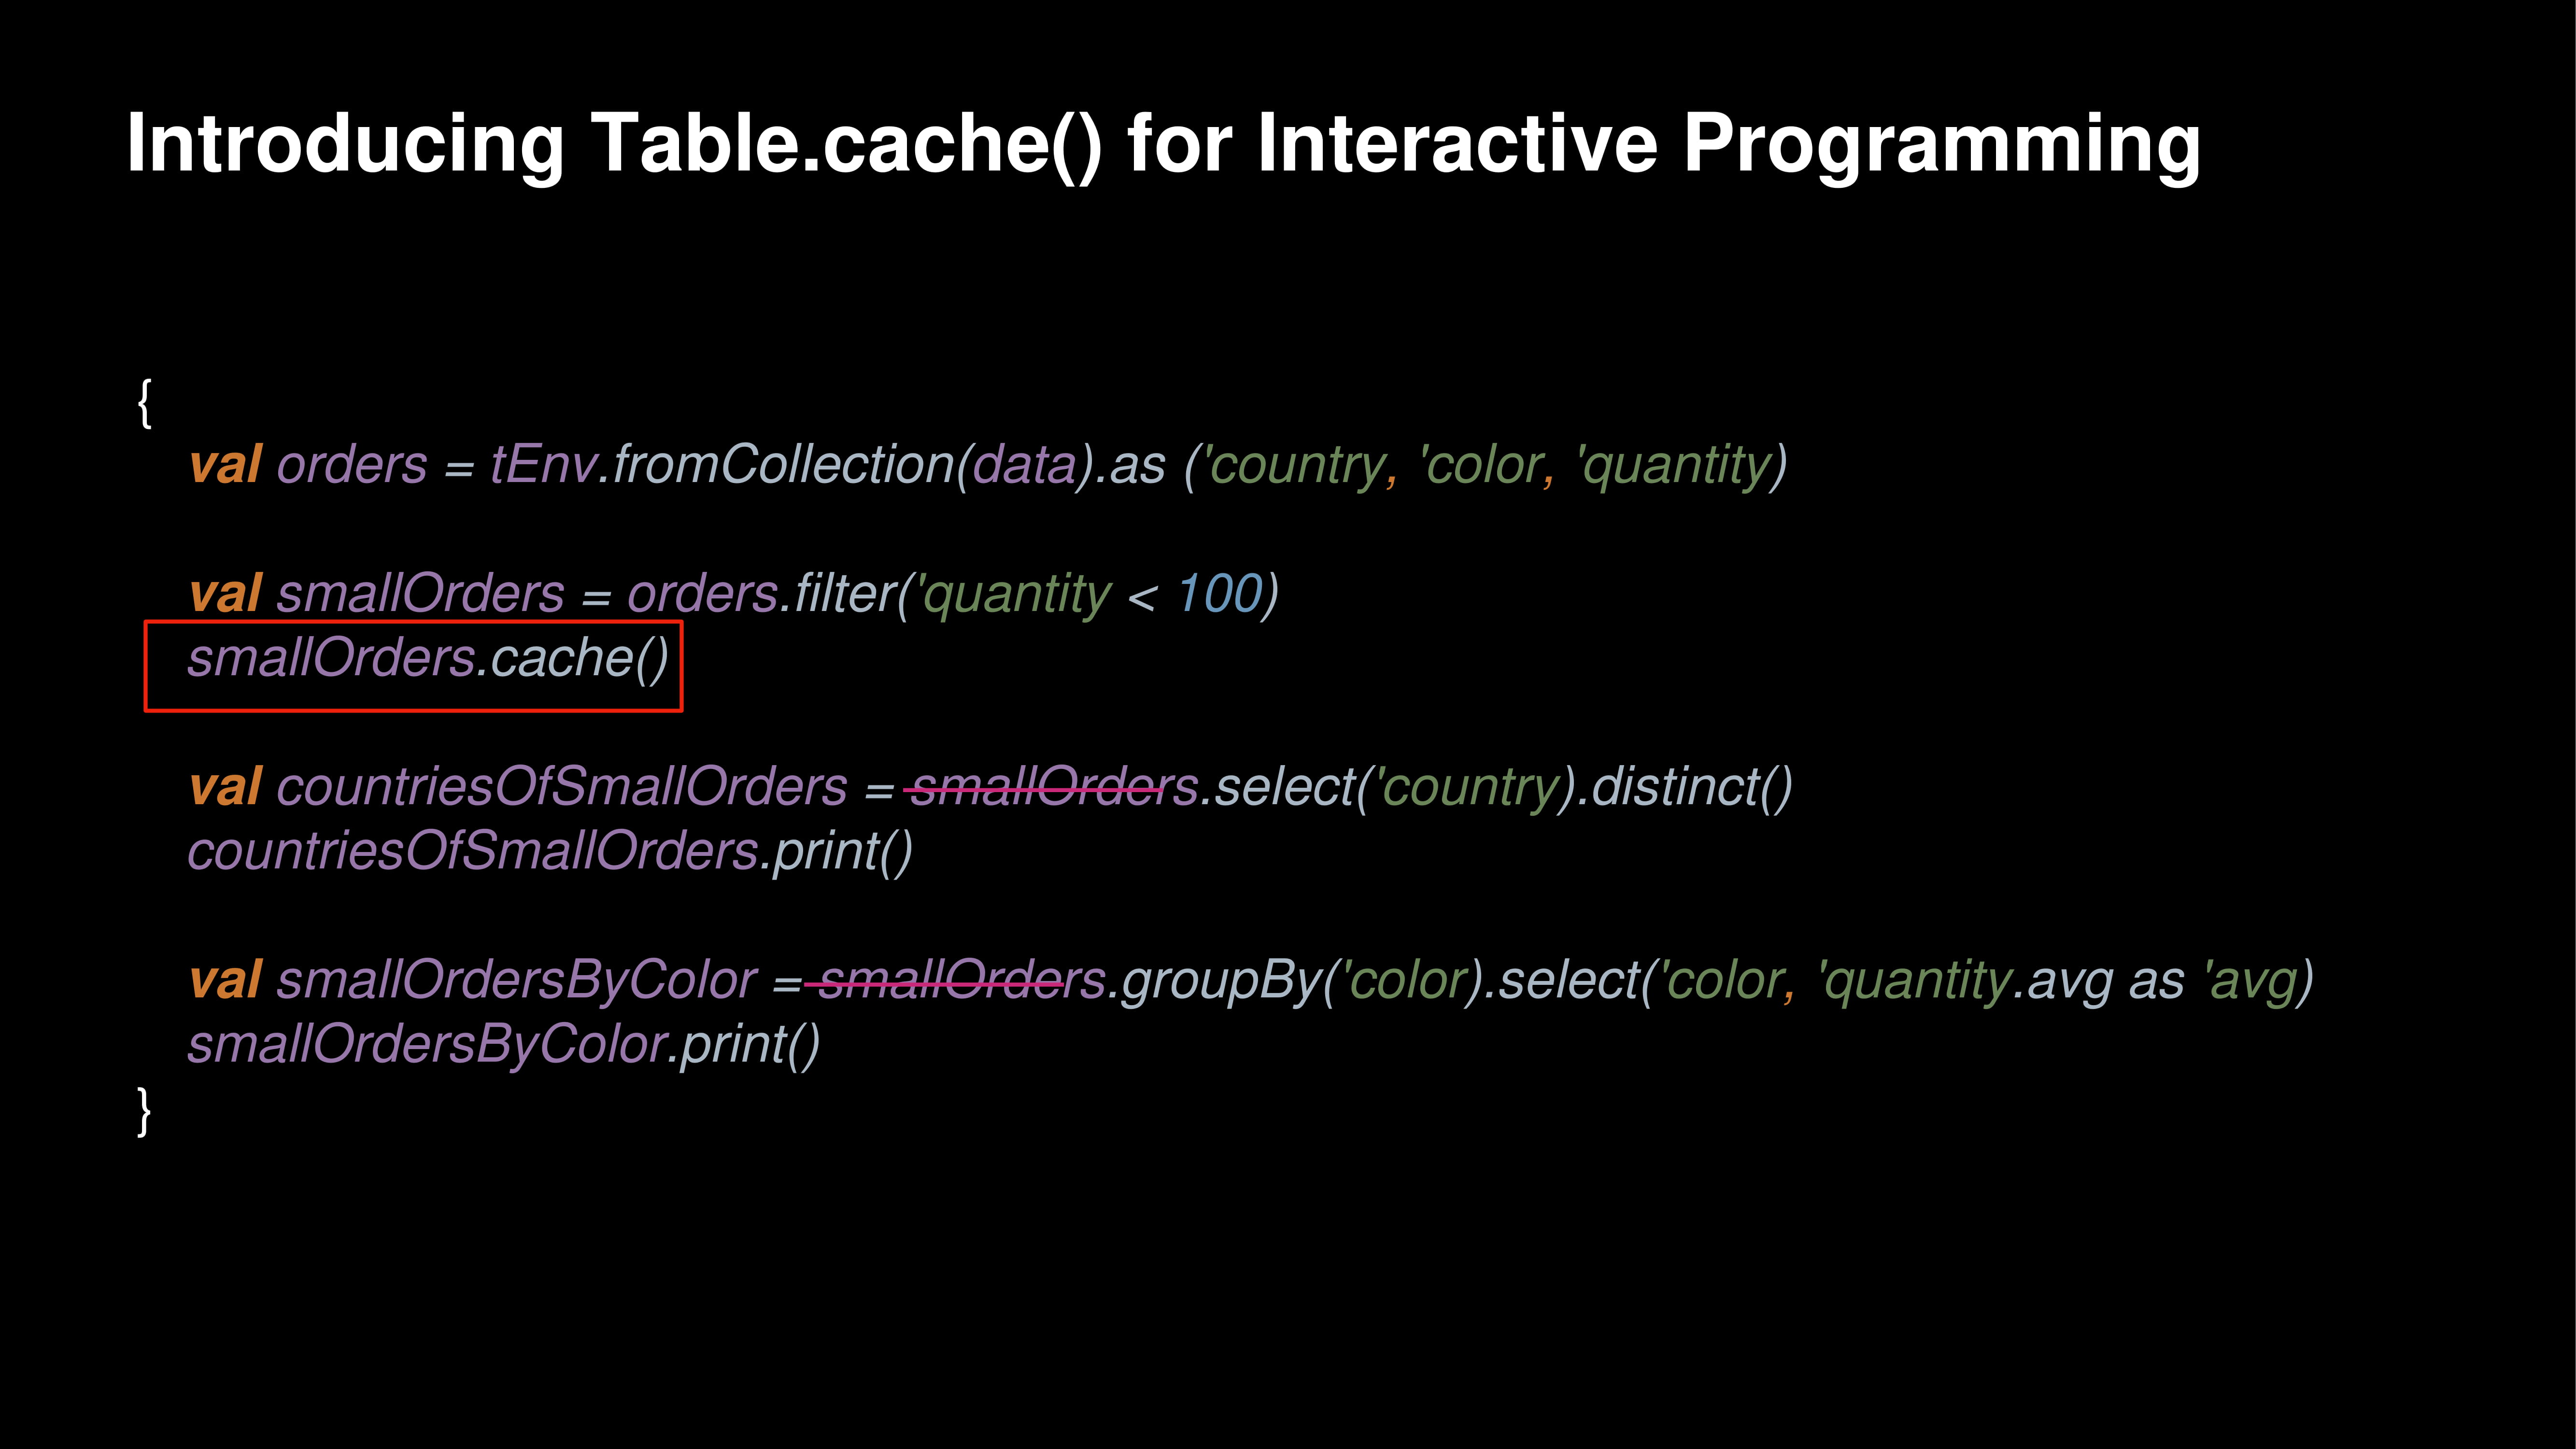 Introducing Table.cache() for Interactive Programming
{
val orders = tEnv.fromCollection(data).as ('country, 'color, 'quantity)
val smallOrders = orders.filter('quantity < 100)
smallOrders.cache()
val countriesOfSmallOrders = smallOrders.select('country).distinct()
countriesOfSmallOrders.print()
val smallOrdersByColor = smallOrders.groupBy('color).select('color, 'quantity.avg as 'avg)
smallOrdersByColor.print()
}